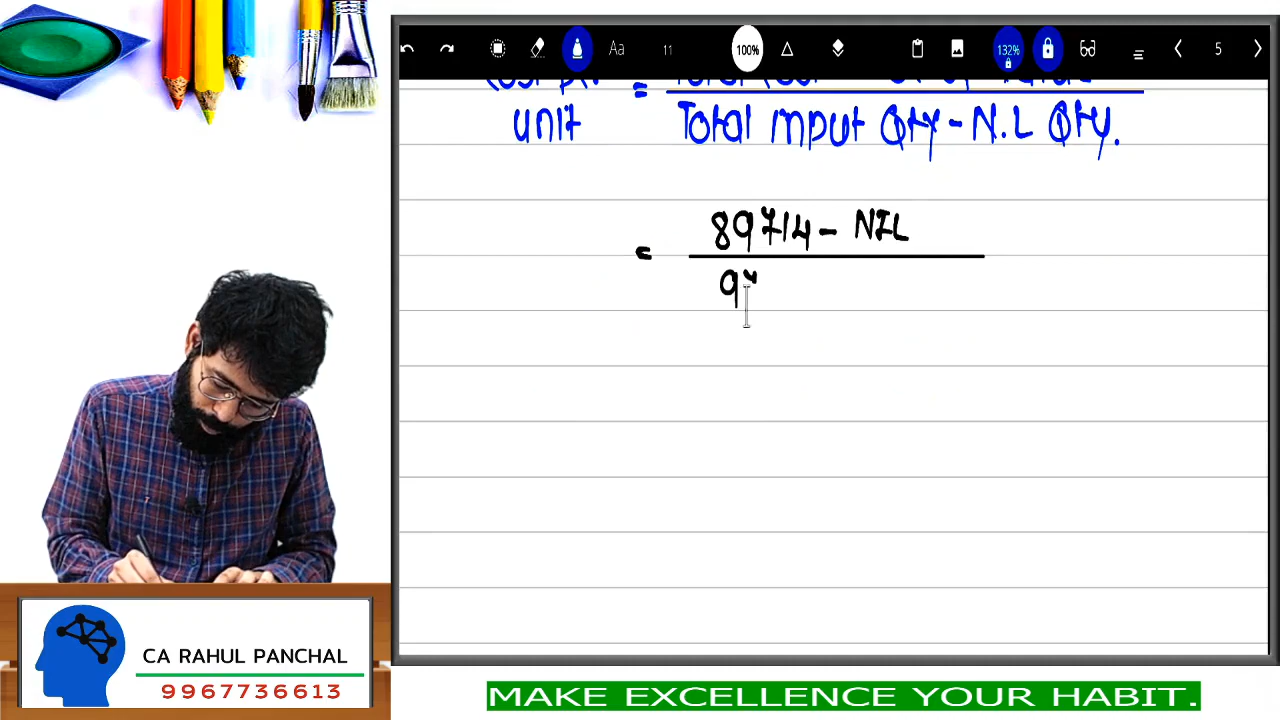 Aa 11 100% 132% 5
unit = Total input Qty - N.L Qty.
= 89714 - NIL
9
CA RAHUL PANCHAL
9967736613
MAKE EXCELLENCE YOUR HABIT.